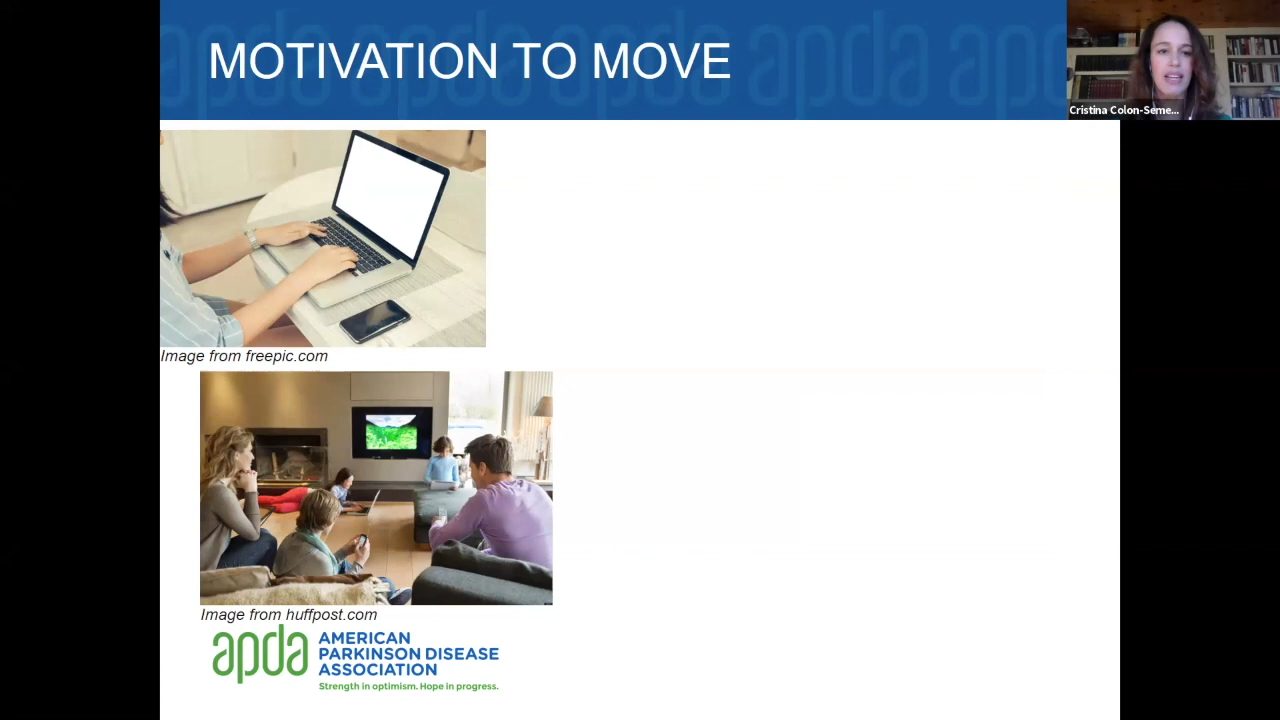 MOTIVATION TO MOVE
Cristina Colon-Seme...
Image from freepic.com
Image from huffpost.com
apda
AMERICAN
PARKINSON DISEASE
ASSOCIATION
Strength in optimism. Hope in progress.